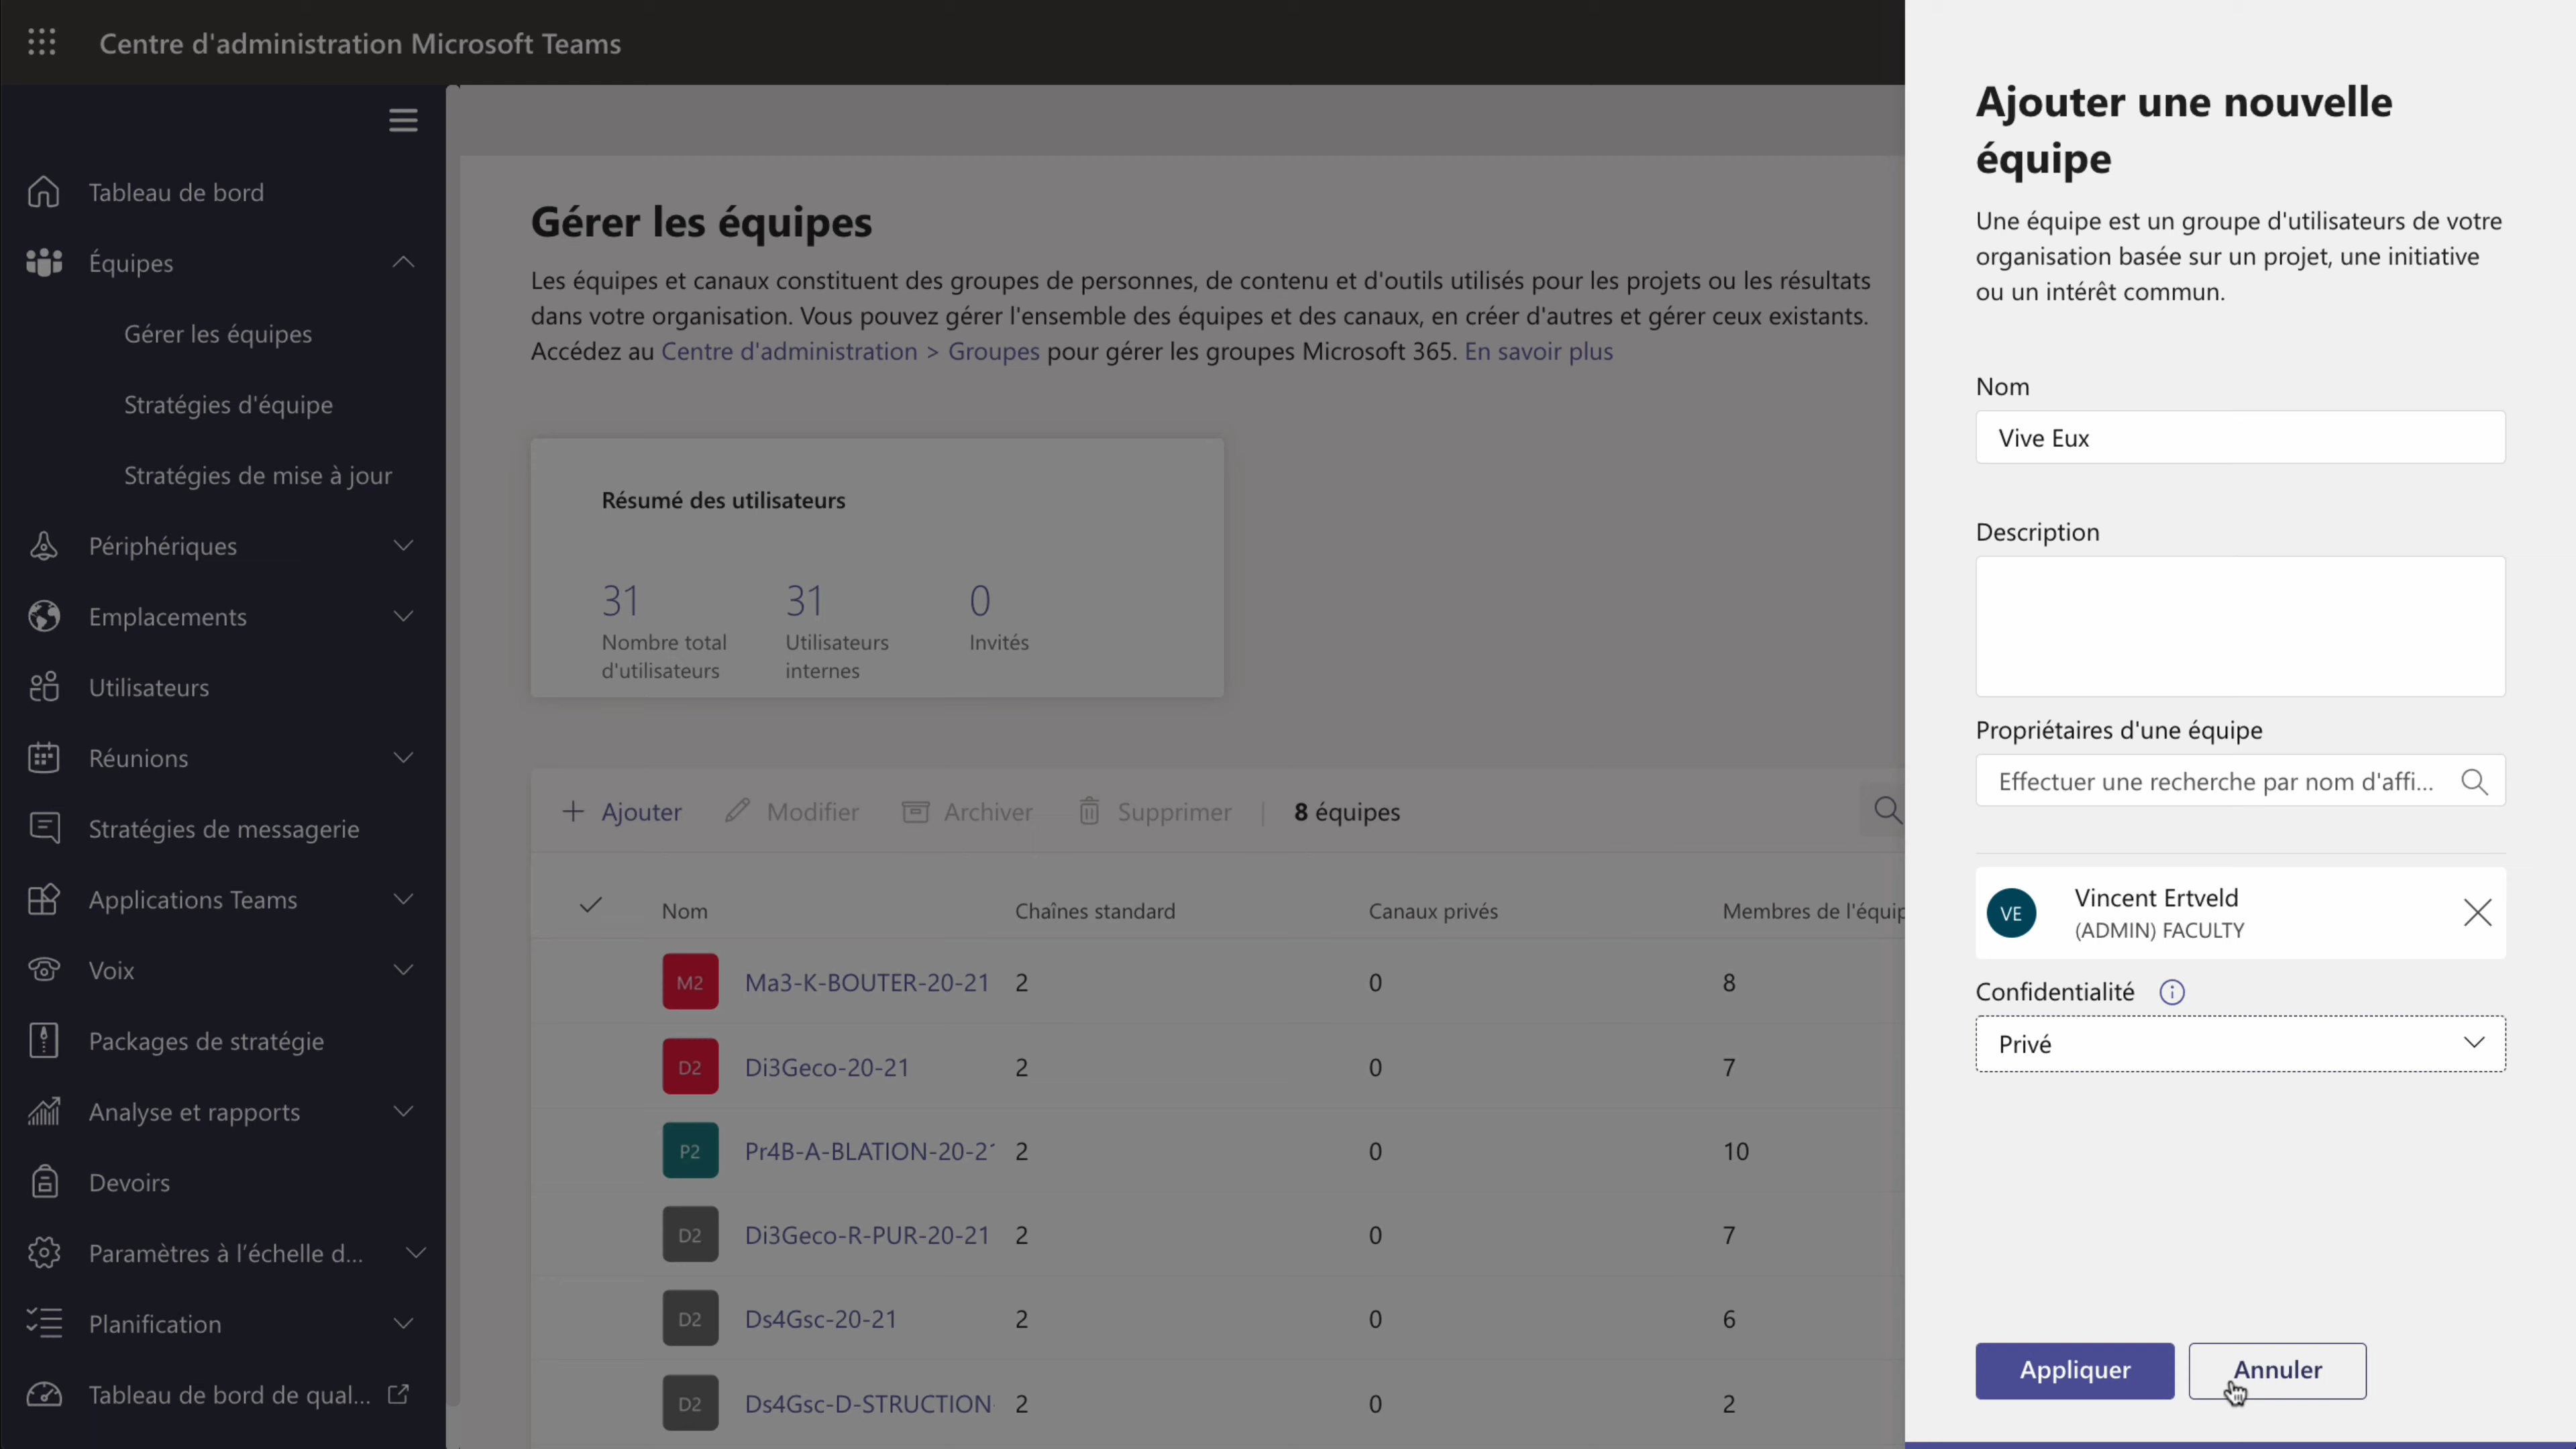 Centre d'administration Microsoft Teams
Tableau de bord
Équipes
Gérer les équipes
Stratégies d'équipe
Stratégies de mise à jour
Périphériques
Emplacements
Utilisateurs
Réunions
Stratégies de messagerie
Applications Teams
Voix
Packages de stratégie
Analyse et rapports
Devoirs
Paramètres à l'échelle d...
Planification
Tableau de bord de qual...
Gérer les équipes
Les équipes et canaux constituent des groupes de personnes, de contenu et d'outils utilisés pour les projets ou les résultats
dans votre organisation. Vous pouvez gérer l'ensemble des équipes et des canaux, en créer d'autres et gérer ceux existants.
Accédez au Centre d'administration > Groupes pour gérer les groupes Microsoft 365. En savoir plus
Résumé des utilisateurs
31 31 0
Nombre total Utilisateurs Invités
d'utilisateurs internes
+ Ajouter Modifier Archiver Supprimer | 8 équipes
Nom Chaînes standard Canaux privés Membres de l'équip
M2 Ma3-K-BOUTER-20-21 2 0 8
D2 Di3Geco-20-21 2 0 7
P2 Pr4B-A-BLATION-20-21 2 0 10
D2 Di3Geco-R-PUR-20-21 2 0 7
D2 Ds4Gsc-20-21 2 0 6
D2 Ds4Gsc-D-STRUCTION- 2 0 2
Ajouter une nouvelle
équipe
Une équipe est un groupe d'utilisateurs de votre
organisation basée sur un projet, une initiative
ou un intérêt commun.
Nom
Vive Eux
Description
Propriétaires d'une équipe
Effectuer une recherche par nom d'affi...
VE Vincent Ertveld
(ADMIN) FACULTY
Confidentialité
Privé
Appliquer Annuler